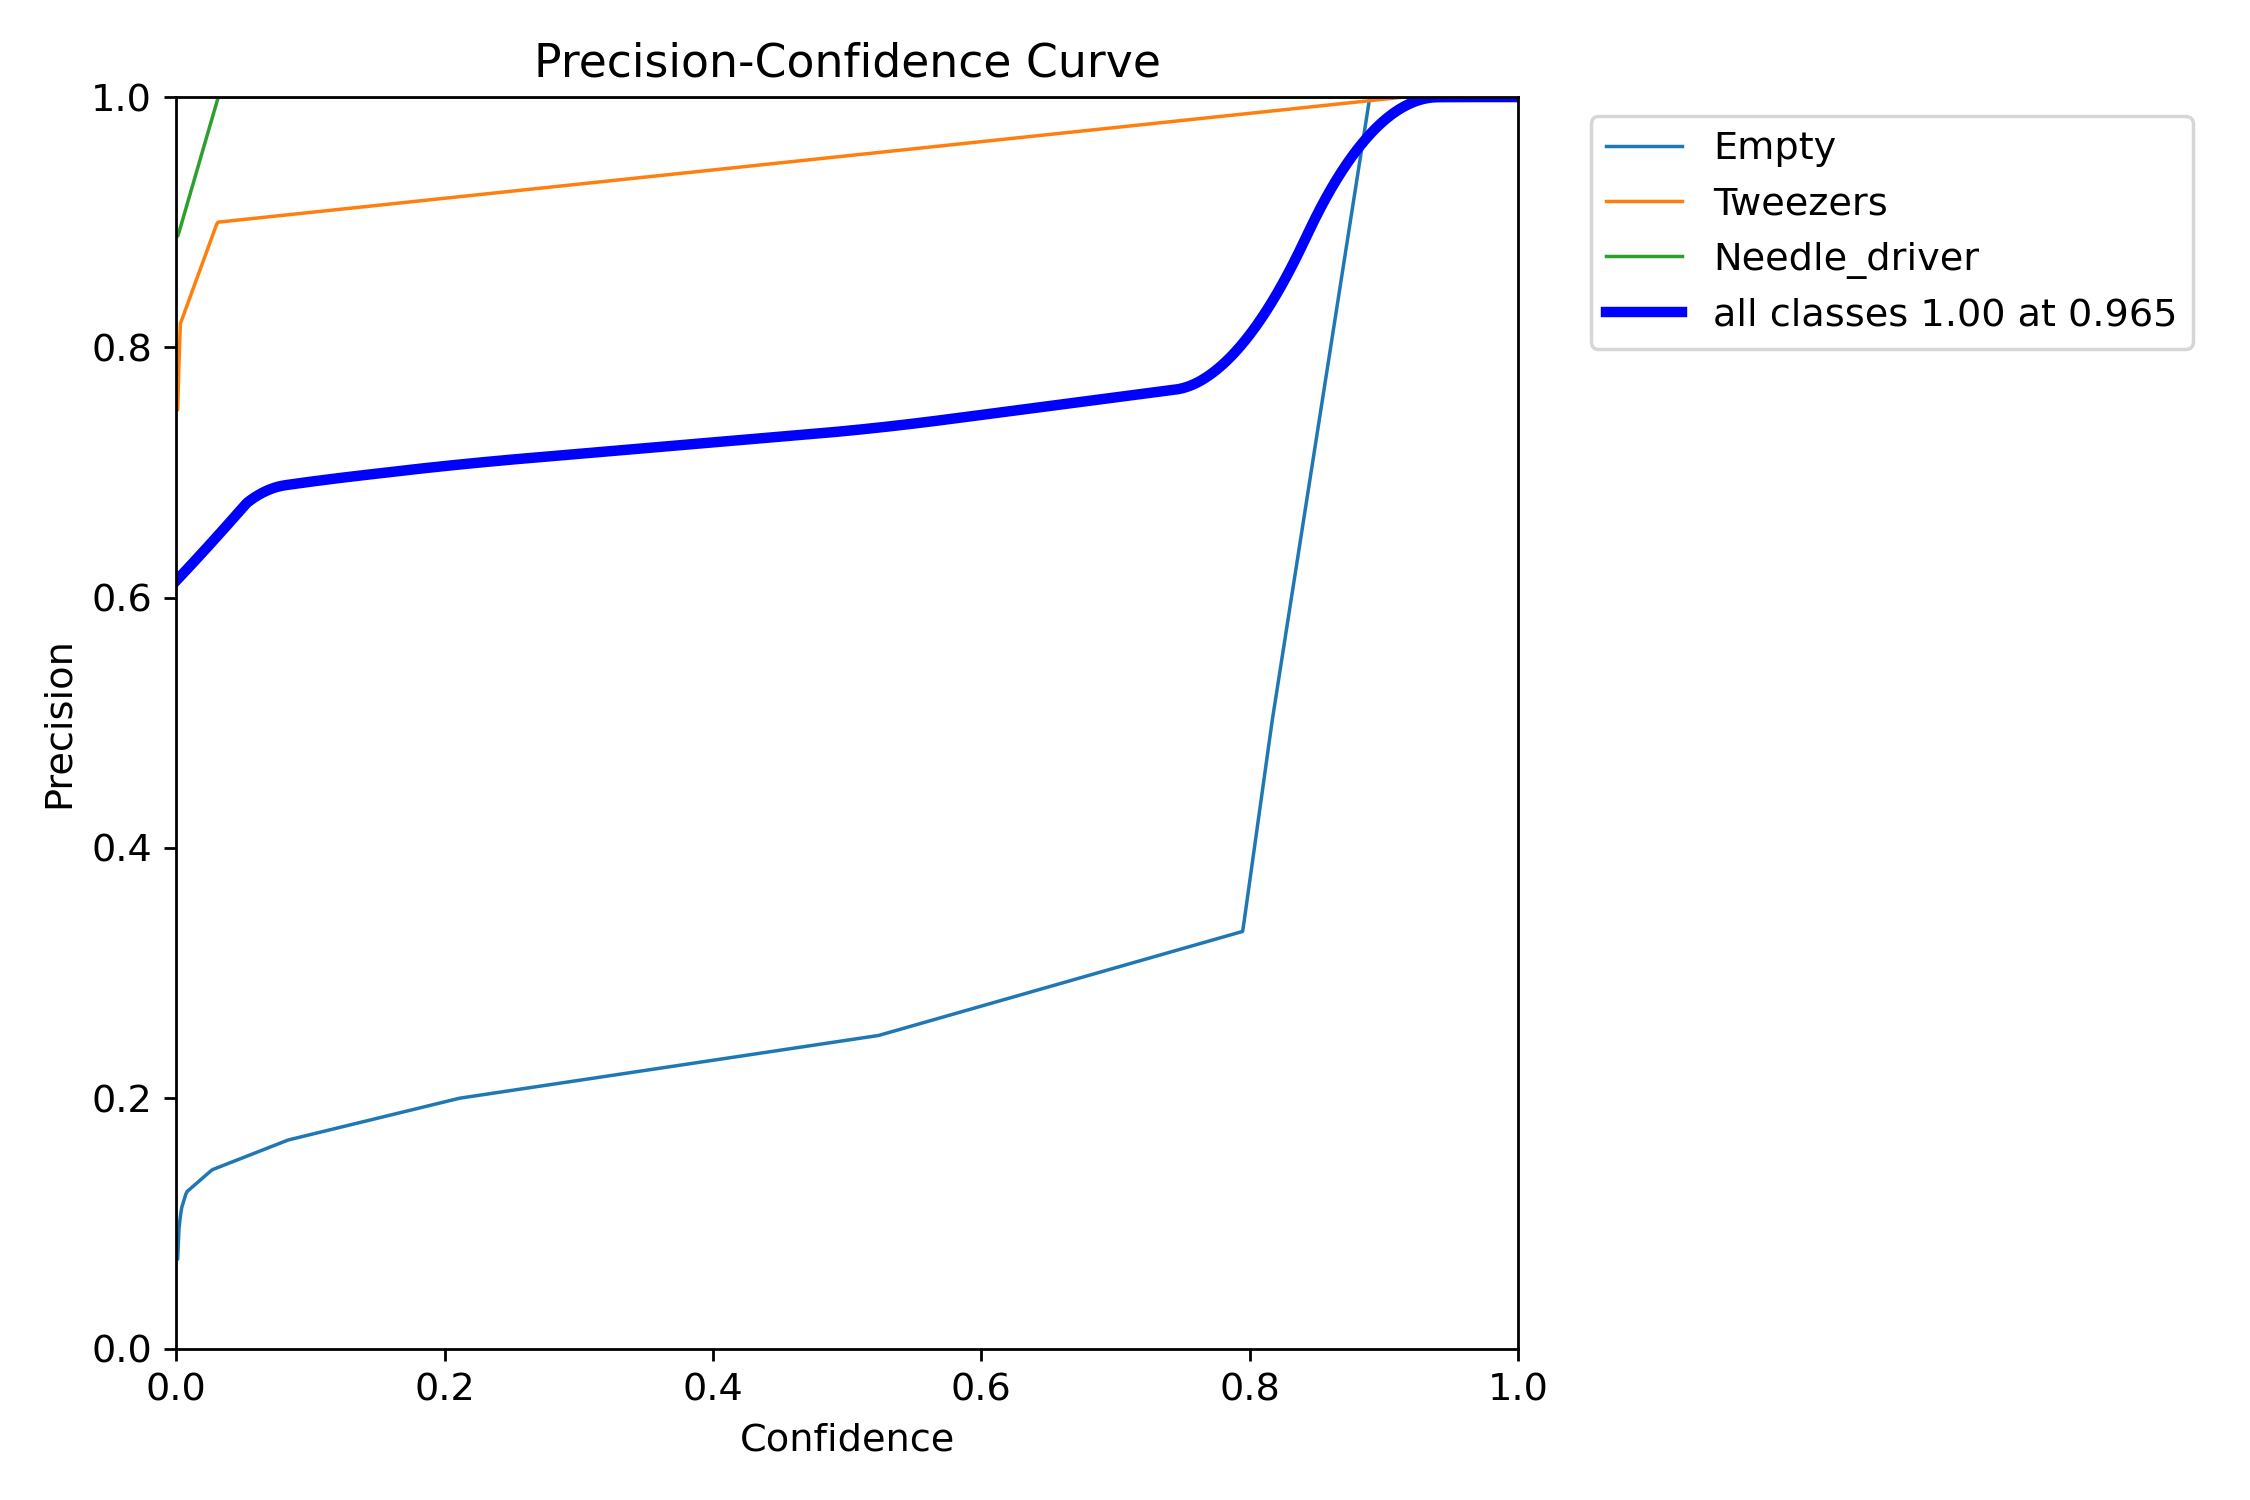 Precision-Confidence Curve
1.0
0.8
0.6
0.4
0.2
0.0
Precision
0.0 0.2 0.4 0.6 0.8 1.0
Confidence
Empty
Tweezers
Needle_driver
all classes 1.00 at 0.965